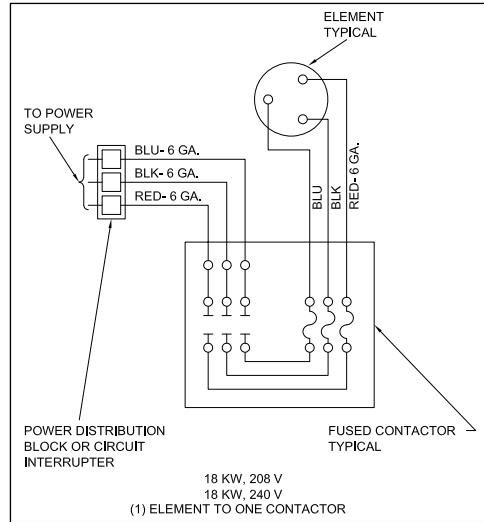 ELEMENT
TYPICAL
TO POWER
SUPPLY
BLU- 6 GA.
BLK- 6 GA.
RED- 6 GA.
BLU
BLK
RED- 6 GA.
POWER DISTRIBUTION
BLOCK OR CIRCUIT
INTERRUPTER
FUSED CONTACTOR
TYPICAL
18 KW, 208 V
18 KW, 240 V
(1) ELEMENT TO ONE CONTACTOR